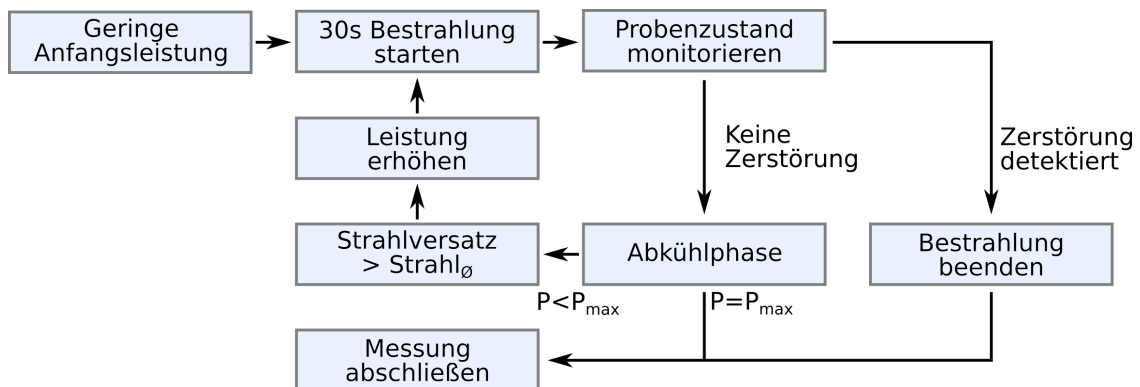 Geringe
Anfangsleistung
30s Bestrahlung
starten
Probenzustand
monitorieren
Leistung
erhöhen
Keine
Zerstörung
Zerstörung
detektiert
Strahlversatz
> Strahl⌀
Abkühlphase
Bestrahlung
beenden
P<Pmax
P=Pmax
Messung
abschließen